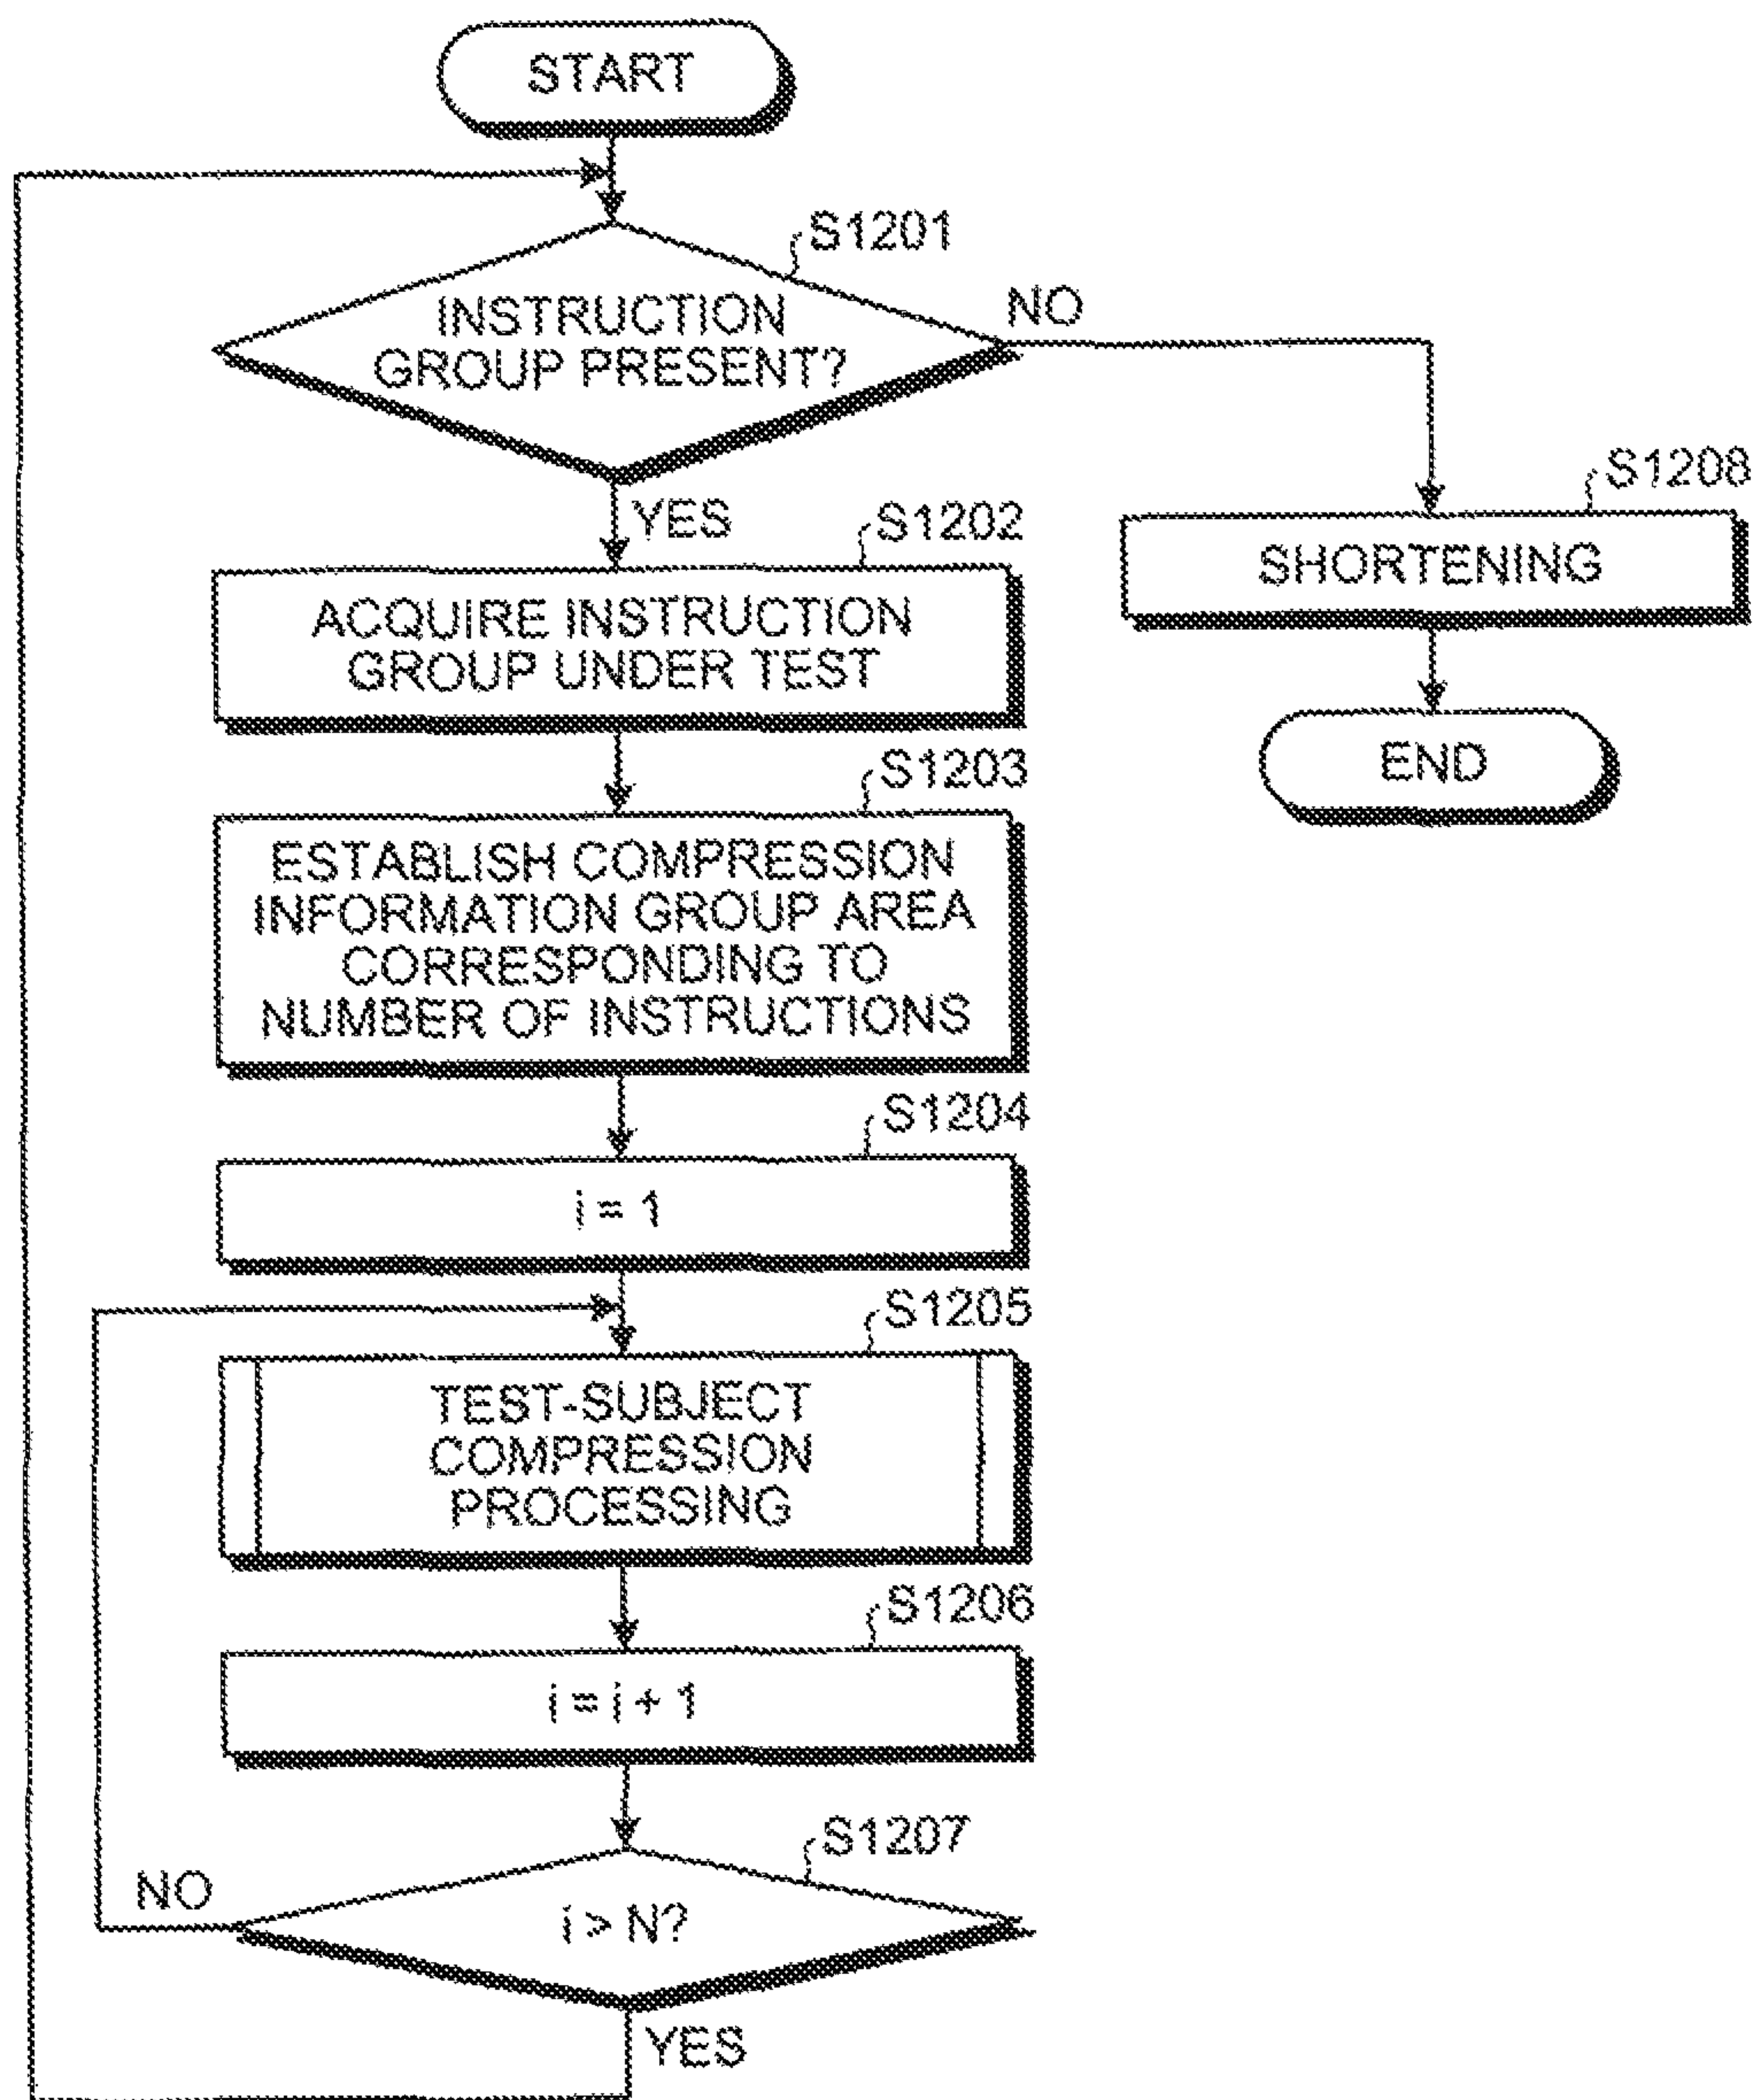 START
S1201
INSTRUCTION
GROUP PRESENT?
NO
YES
S1202
ACQUIRE INSTRUCTION
GROUP UNDER TEST
S1203
ESTABLISH COMPRESSION
INFORMATION GROUP AREA
CORRESPONDING TO
NUMBER OF INSTRUCTIONS
S1204
i = 1
S1205
TEST-SUBJECT
COMPRESSION
PROCESSING
S1206
i = i + 1
S1207
i > N?
NO
YES
S1208
SHORTENING
END